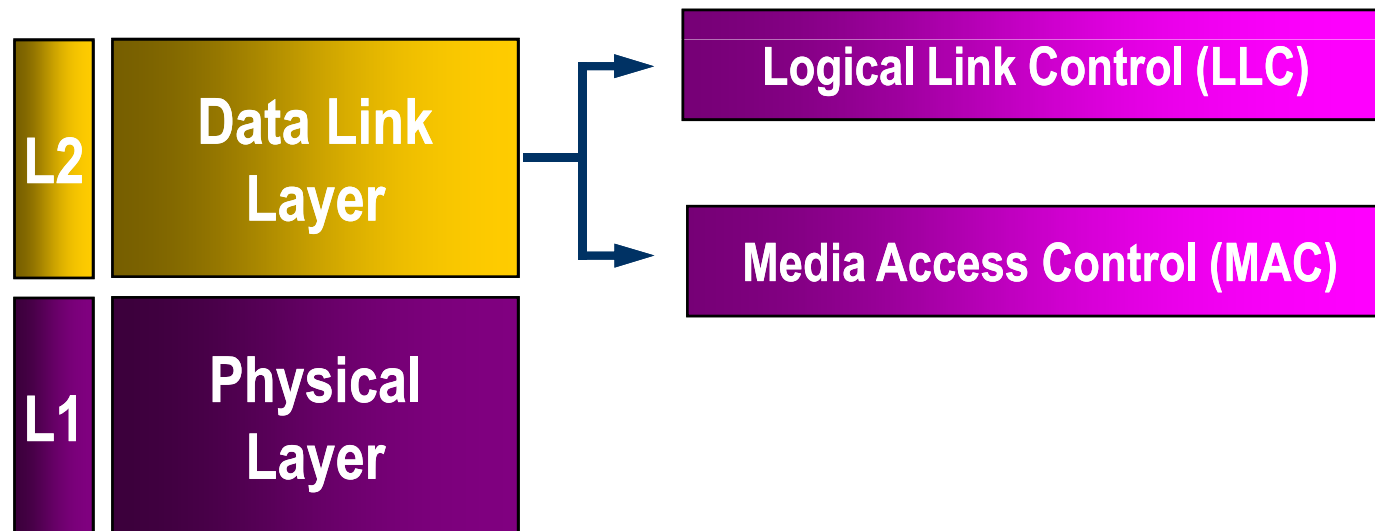 L2
Data Link
Layer
Logical Link Control (LLC)
Media Access Control (MAC)
L1
Physical
Layer